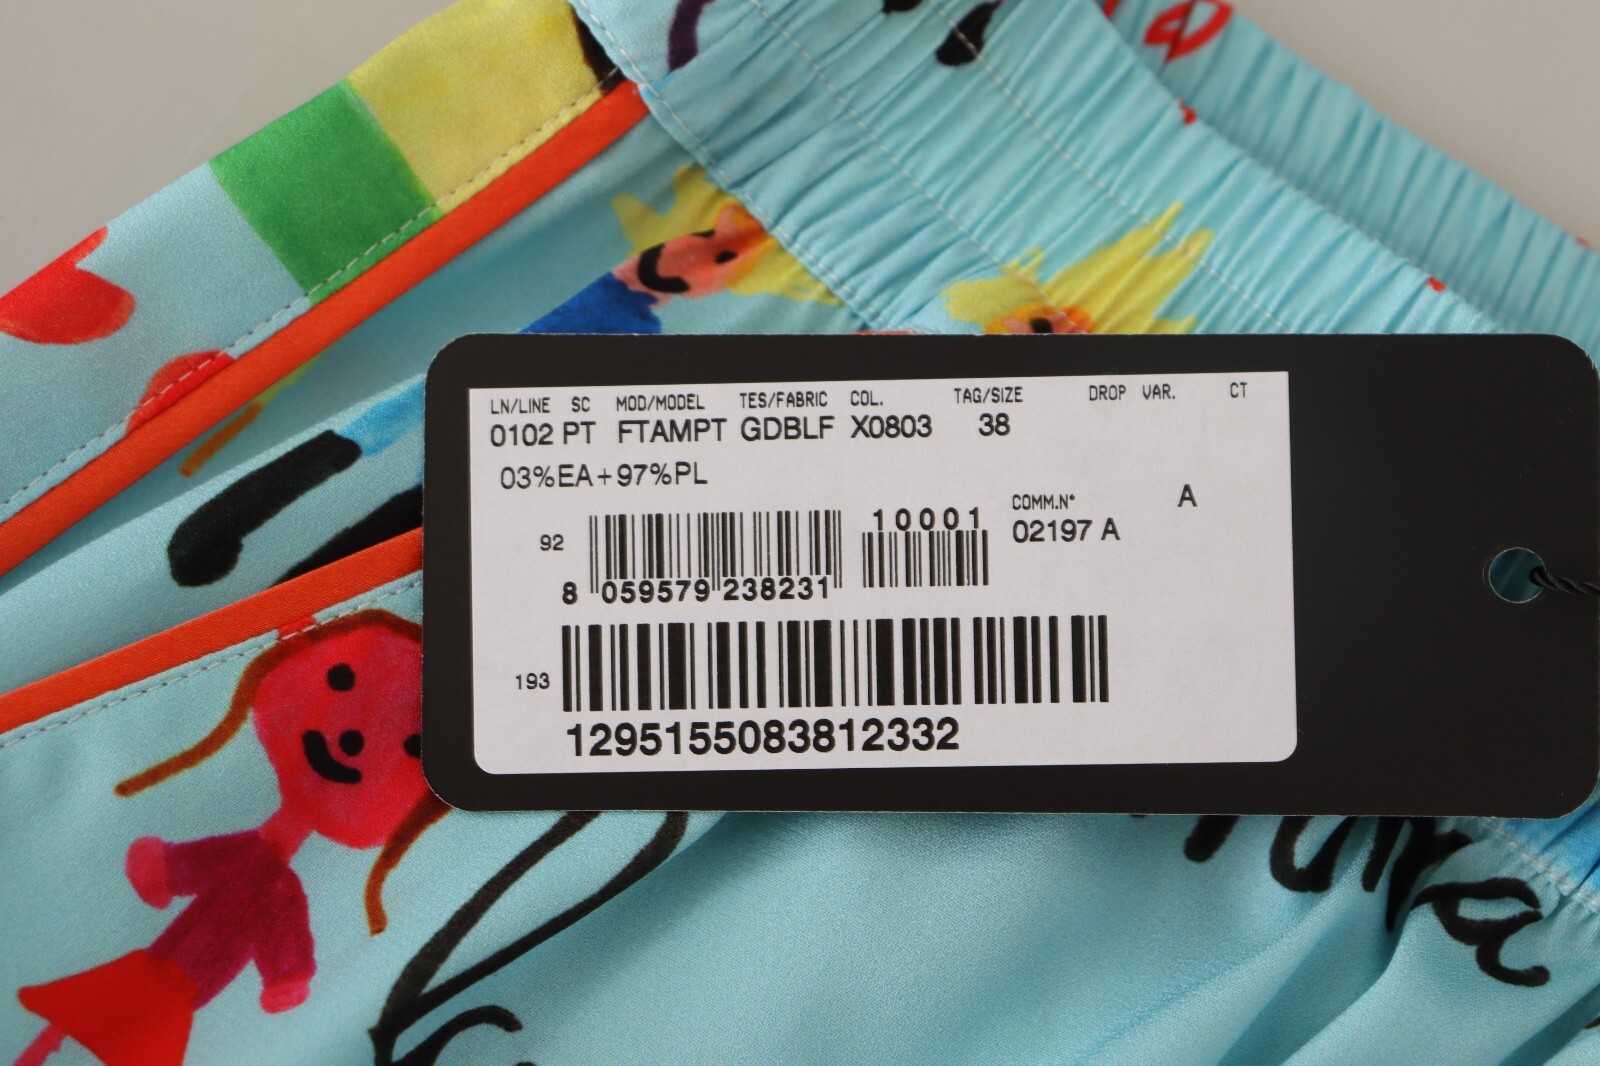 LN/LINE SC MOD/MODEL TES/FABRIC COL. TAG/SIZE DROP VAR. CT
0102 PT FTAMPT GDBLF X0803 38
03%EA+97%PL
A
COMM.N°
02197 A
10001
92
8 059579 238231
193
1295155083812332